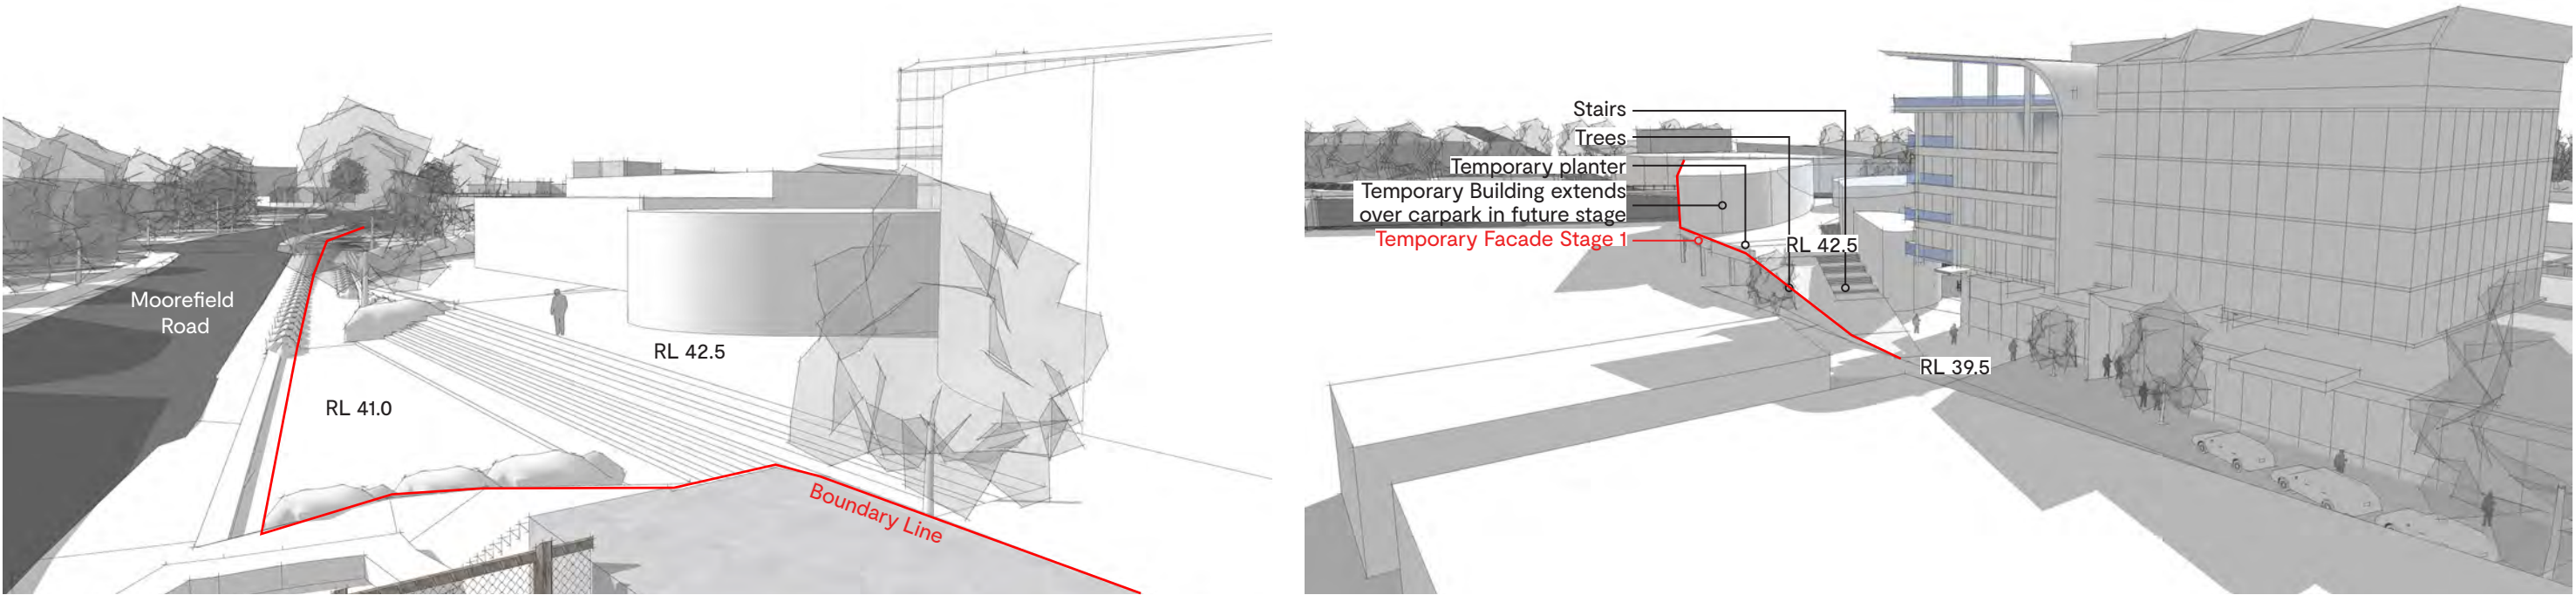 Moorefield
Road
RL 41.0
RL 42.5
Boundary Line
Stairs
Trees
Temporary planter
Temporary Building extends
over carpark in future stage
Temporary Facade Stage 1
RL 42.5
RL 39.5